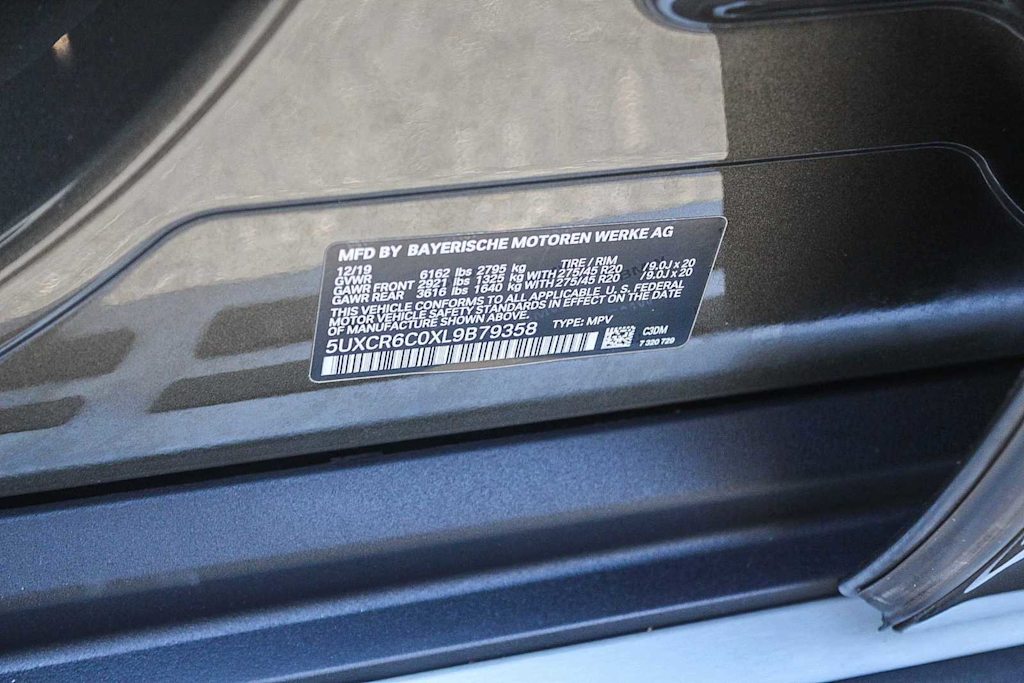 MFD BY BAYERISCHE MOTOREN WERKE AG
12/19 TIRE / RIM
GVWR 6162 lbs 2795 kg
GAWR FRONT 2921 lbs 1325 kg WITH 275/45 R20 /9.0J x 20
GAWR REAR 3616 lbs 1640 kg WITH 275/45 R20 /9.0J x 20
THIS VEHICLE CONFORMS TO ALL APPLICABLE U. S. FEDERAL
MOTOR VEHICLE SAFETY STANDARDS IN EFFECT ON THE DATE
OF MANUFACTURE SHOWN ABOVE.
5UXCR6C0XL9B79358 TYPE: MPV
C3DM
7 320 729